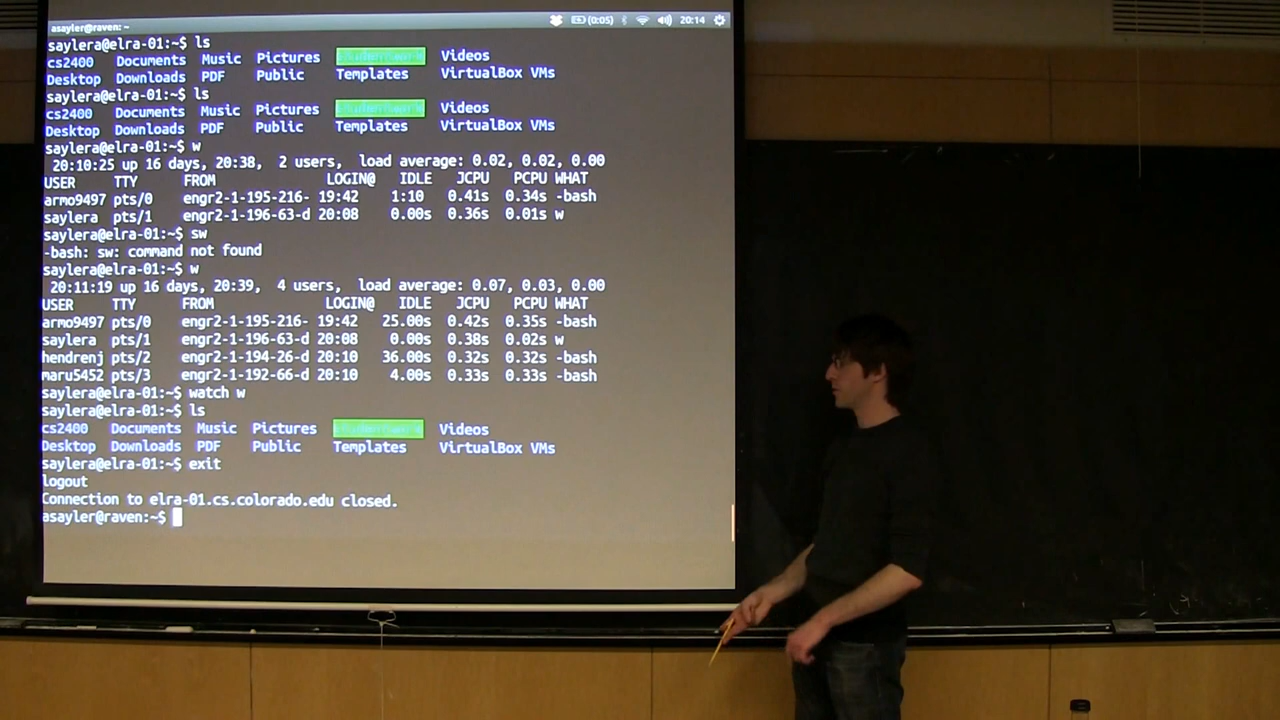 asayler@raven: ~ (0:05) 20:14
saylera@elra-01:~$ ls
cs2400 Documents Music Pictures Videos
Desktop Downloads PDF Public Templates VirtualBox VMs
saylera@elra-01:~$ ls
cs2400 Documents Music Pictures Videos
Desktop Downloads PDF Public Templates VirtualBox VMs
saylera@elra-01:~$ w
20:10:25 up 16 days, 20:38, 2 users, load average: 0.02, 0.02, 0.00
USER TTY FROM LOGIN@ IDLE JCPU PCPU WHAT
armo9497 pts/0 engr2-1-195-216- 19:42 1:10 0.41s 0.34s -bash
saylera pts/1 engr2-1-196-63-d 20:08 0.00s 0.36s 0.01s w
saylera@elra-01:~$ sw
-bash: sw: command not found
saylera@elra-01:~$ w
20:11:19 up 16 days, 20:39, 4 users, load average: 0.07, 0.03, 0.00
USER TTY FROM LOGIN@ IDLE JCPU PCPU WHAT
armo9497 pts/0 engr2-1-195-216- 19:42 25.00s 0.42s 0.35s -bash
saylera pts/1 engr2-1-196-63-d 20:08 0.00s 0.38s 0.02s w
hendrenj pts/2 engr2-1-194-26-d 20:10 36.00s 0.32s 0.32s -bash
maru5452 pts/3 engr2-1-192-66-d 20:10 4.00s 0.33s 0.33s -bash
saylera@elra-01:~$ watch w
saylera@elra-01:~$ ls
cs2400 Documents Music Pictures Videos
Desktop Downloads PDF Public Templates VirtualBox VMs
saylera@elra-01:~$ exit
logout
Connection to elra-01.cs.colorado.edu closed.
asayler@raven:~$